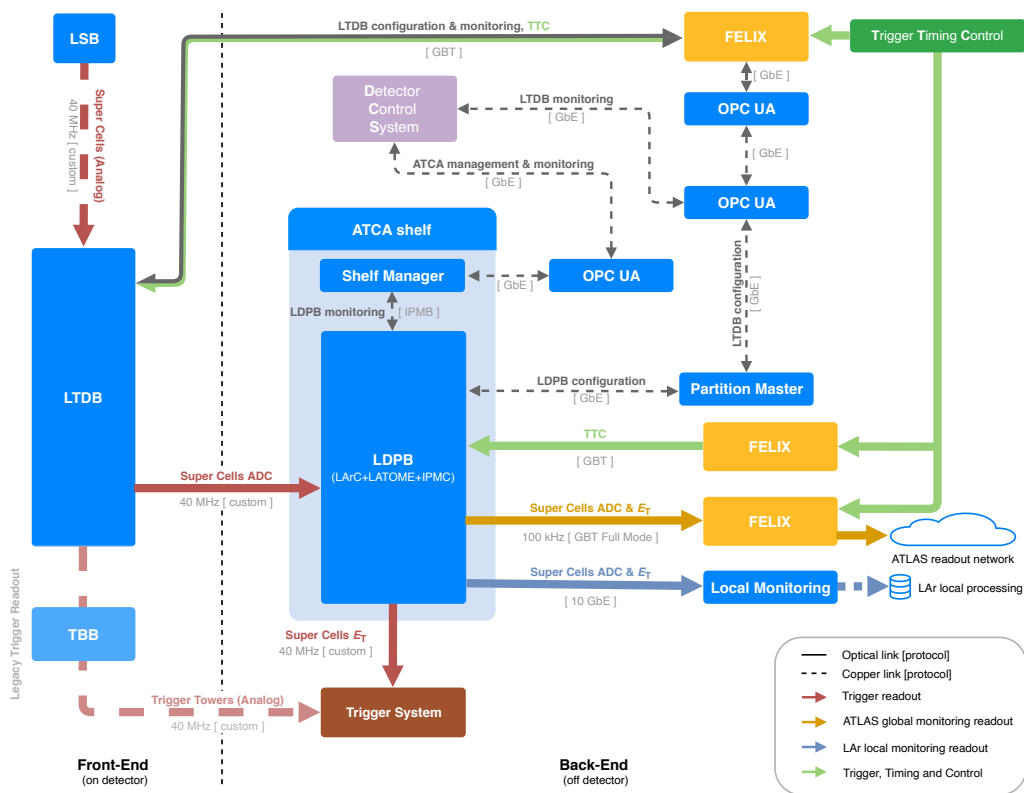 LSB
LTDB configuration & monitoring, TTC
[ GBT ]
FELIX
Trigger Timing Control
[ GbE ]
Super Cells (Analog)
40 MHz [ custom ]
Detector
Control
System
LTDB monitoring
[ GbE ]
OPC UA
[ GbE ]
ATCA management & monitoring
[ GbE ]
OPC UA
ATCA shelf
Shelf Manager
[ GbE ]
OPC UA
LTDB configuration
[ GbE ]
LDPB monitoring
[ IPMB ]
LTDB
LDPB configuration
[ GbE ]
Partition Master
TTC
[ GBT ]
FELIX
LDPB
(LArC+LATOME+IPMC)
Super Cells ADC
40 MHz [ custom ]
Super Cells ADC & ET
100 kHz [ GBT Full Mode ]
FELIX
ATLAS readout network
Super Cells ADC & ET
[ 10 GbE ]
Local Monitoring
LAr local processing
Legacy Trigger Readout
TBB
Super Cells ET
40 MHz [ custom ]
Trigger Towers (Analog)
40 MHz [ custom ]
Trigger System
Optical link [protocol]
Copper link [protocol]
Trigger readout
ATLAS global monitoring readout
LAr local monitoring readout
Trigger, Timing and Control
Front-End
(on detector)
Back-End
(off detector)